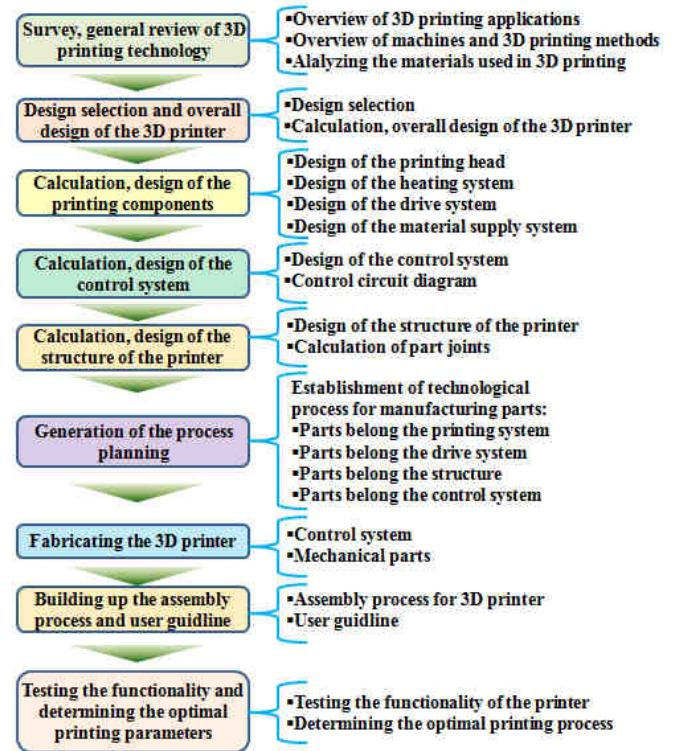 Survey, general review of 3D
printing technology
▪Overview of 3D printing applications
▪Overview of machines and 3D printing methods
▪Alalyzing the materials used in 3D printing
Design selection and overall
design of the 3D printer
▪Design selection
▪Calculation, overall design of the 3D printer
Calculation, design of the
printing components
▪Design of the printing head
▪Design of the heating system
▪Design of the drive system
▪Design of the material supply system
Calculation, design of the
control system
▪Design of the control system
▪Control circuit diagram
Calculation, design of the
structure of the printer
▪Design of the structure of the printer
▪Calculation of part joints
Generation of the process
planning
Establishment of technological
process for manufacturing parts:
▪Parts belong the printing system
▪Parts belong the drive system
▪Parts belong the structure
▪Parts belong the control system
Fabricating the 3D printer
▪Control system
▪Mechanical parts
Building up the assembly
process and user guidline
▪Assembly process for 3D printer
▪User guidline
Testing the functionality and
determining the optimal
printing parameters
▪Testing the functionality of the printer
▪Determining the optimal printing process